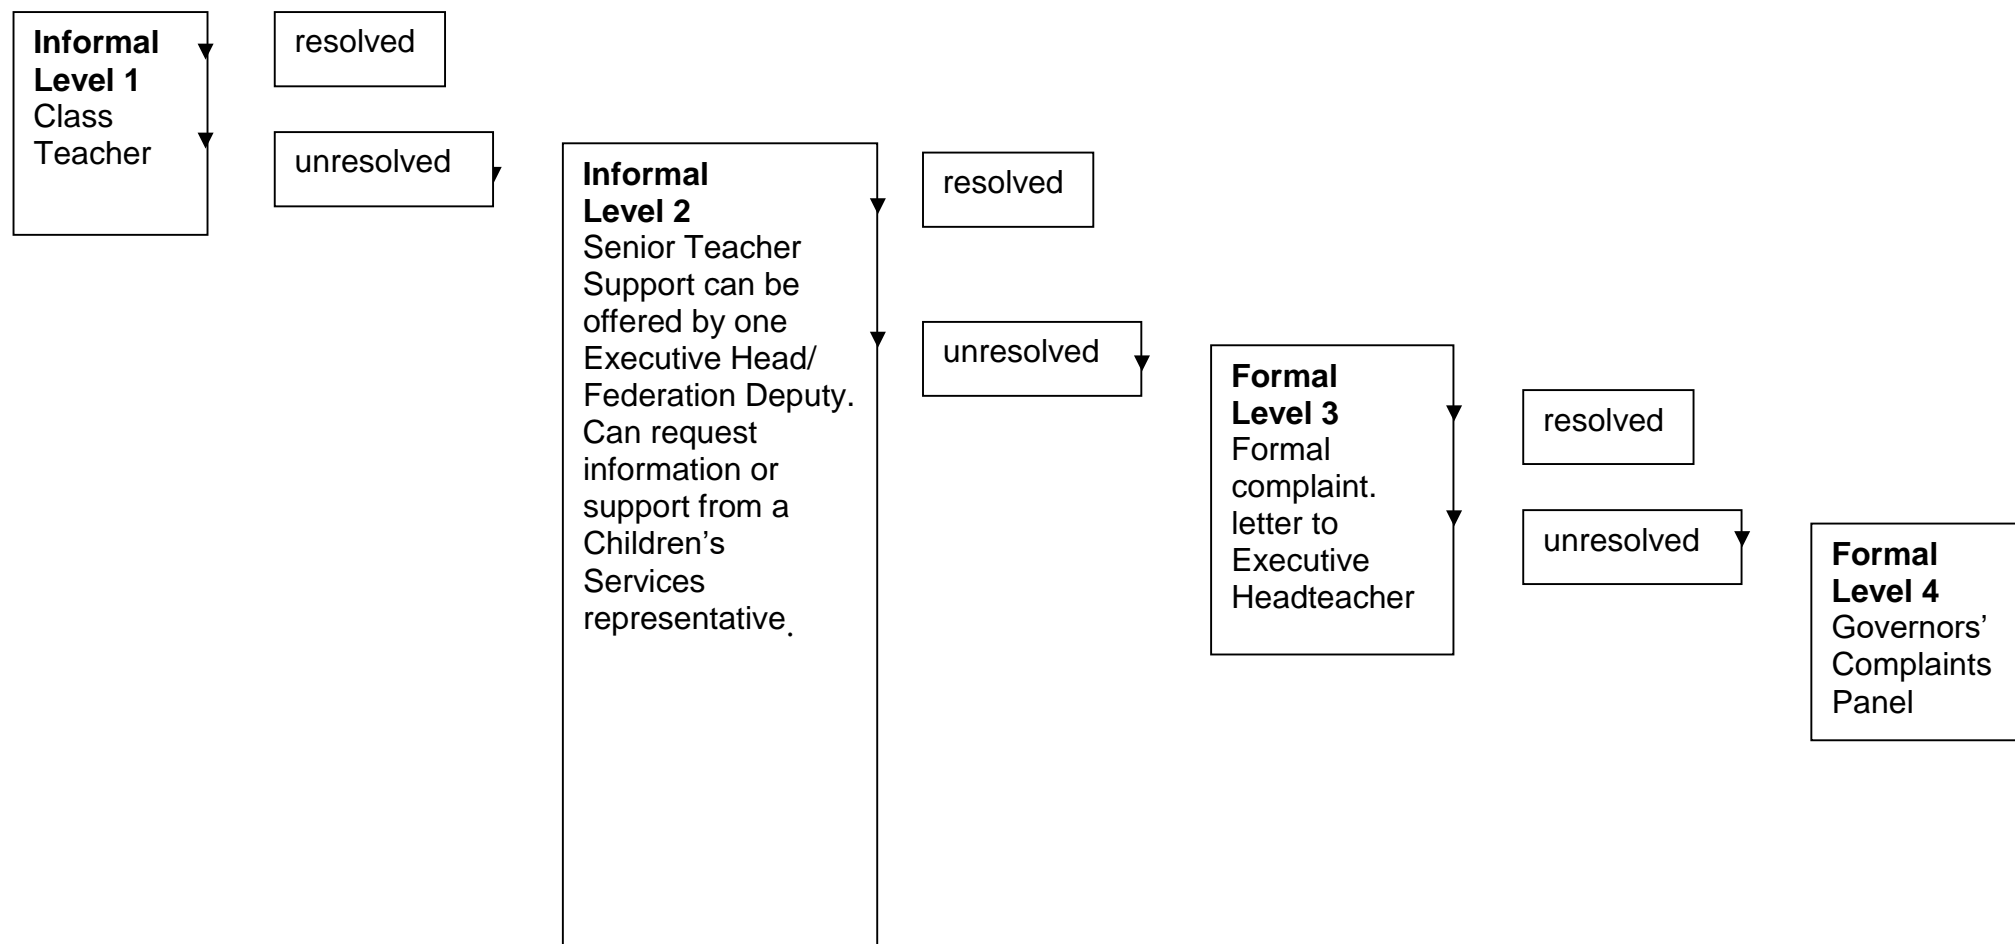 Informal
Level 1
Class
Teacher
resolved
unresolved
Informal
Level 2
Senior Teacher
Support can be
offered by one
Executive Head/
Federation Deputy.
Can request
information or
support from a
Children’s
Services
representative.
resolved
unresolved
Formal
Level 3
Formal
complaint.
letter to
Executive
Headteacher
resolved
unresolved
Formal
Level 4
Governors’
Complaints
Panel